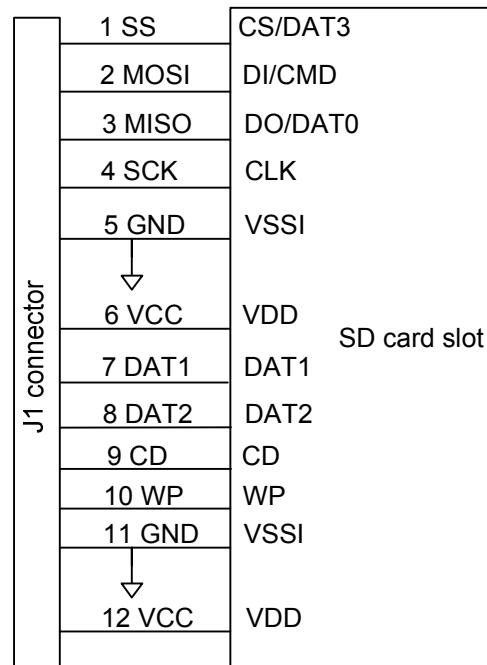 1 SS CS/DAT3
2 MOSI DI/CMD
3 MISO DO/DAT0
4 SCK CLK
5 GND VSSI
6 VCC VDD
SD card slot
7 DAT1 DAT1
8 DAT2 DAT2
9 CD CD
10 WP WP
11 GND VSSI
12 VCC VDD
J1 connector